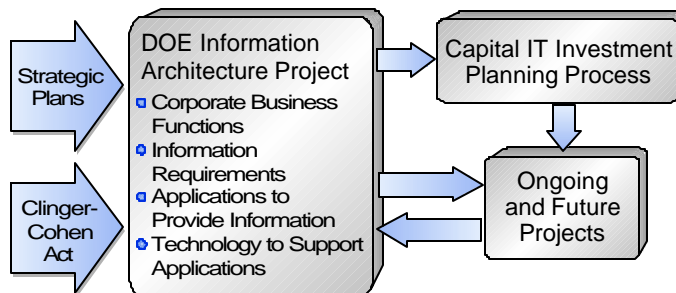 Strategic
Plans
Clinger-
Cohen
Act
DOE Information
Architecture Project
Corporate Business
Functions
Information
Requirements
Applications to
Provide Information
Technology to Support
Applications
Capital IT Investment
Planning Process
Ongoing
and Future
Projects